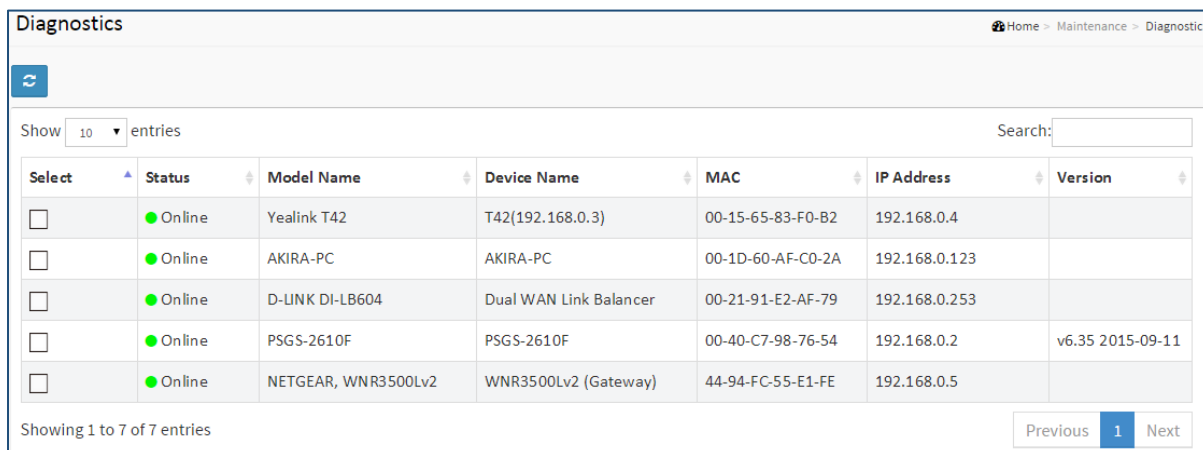 Diagnostics
Home > Maintenance > Diagnostic
Show 10 entries
Search:
Select Status Model Name Device Name MAC IP Address Version
Online Yealink T42 T42(192.168.0.3) 00-15-65-83-F0-B2 192.168.0.4
Online AKIRA-PC AKIRA-PC 00-1D-60-AF-C0-2A 192.168.0.123
Online D-LINK DI-LB604 Dual WAN Link Balancer 00-21-91-E2-AF-79 192.168.0.253
Online PSGS-2610F PSGS-2610F 00-40-C7-98-76-54 192.168.0.2 v6.35 2015-09-11
Online NETGEAR, WNR3500Lv2 WNR3500Lv2 (Gateway) 44-94-FC-55-E1-FE 192.168.0.5
Showing 1 to 7 of 7 entries
Previous 1 Next